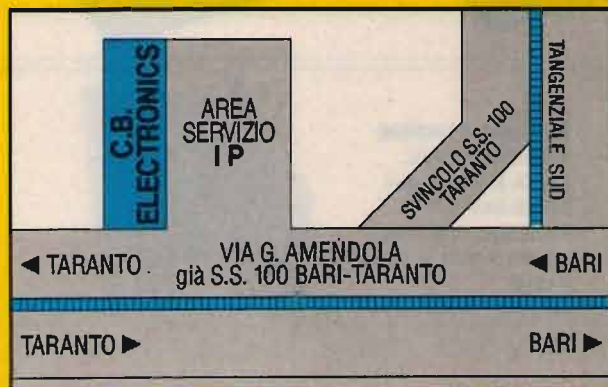 C.B.
ELECTRONICS
AREA
SERVIZIO
IP
SVINCOLO S.S. 100
TARANTO
TANGENZIALE SUD
◄ TARANTO
VIA G. AMENDOLA
già S.S. 100 BARI-TARANTO
◄ BARI
TARANTO ►
BARI ►